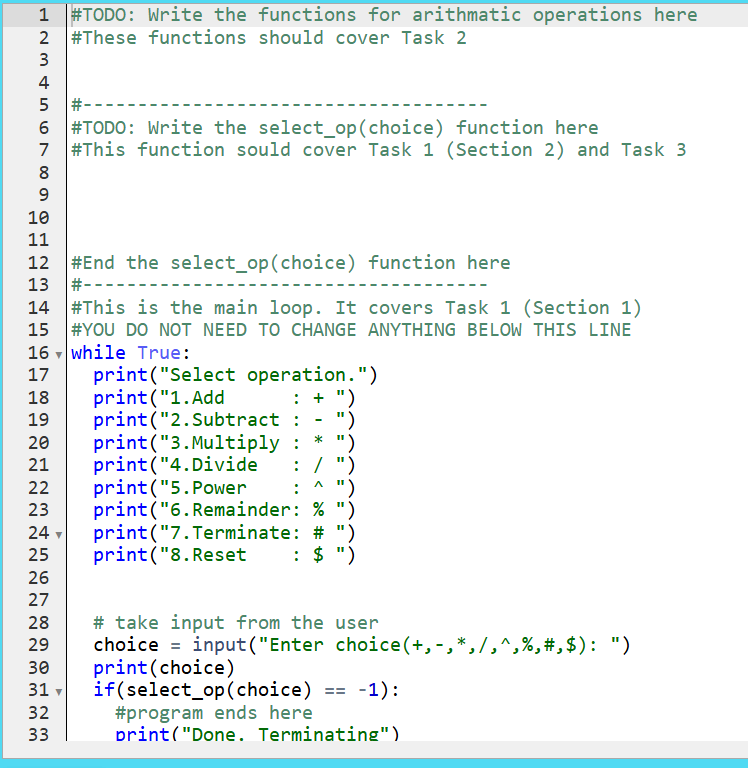 1 #TODO: Write the functions for arithmatic operations here
2 #These functions should cover Task 2
3
4
5 #-------------------------------------
6 #TODO: Write the select_op(choice) function here
7 #This function sould cover Task 1 (Section 2) and Task 3
8
9
10
11
12 #End the select_op(choice) function here
13 #-------------------------------------
14 #This is the main loop. It covers Task 1 (Section 1)
15 #YOU DO NOT NEED TO CHANGE ANYTHING BELOW THIS LINE
16 while True:
17   print("Select operation.")
18   print("1.Add      : + ")
19   print("2.Subtract : - ")
20   print("3.Multiply : * ")
21   print("4.Divide   : / ")
22   print("5.Power    : ^ ")
23   print("6.Remainder: % ")
24   print("7.Terminate: # ")
25   print("8.Reset    : $ ")
26
27
28   # take input from the user
29   choice = input("Enter choice(+,-,*,/,^,%,#,$): ")
30   print(choice)
31   if(select_op(choice) == -1):
32     #program ends here
33     print("Done. Terminating")